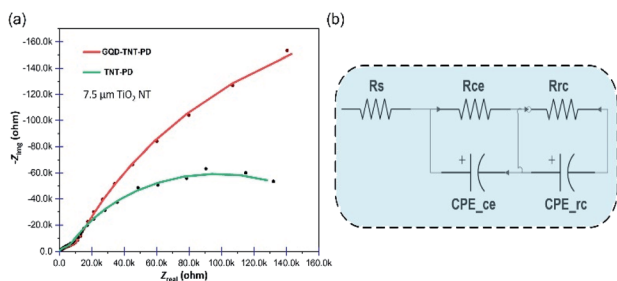 (a)
-160.0k
-140.0k
-120.0k
-100.0k
-80.0k
-60.0k
-40.0k
-20.0k
0.0
-Zimg (ohm)
GQD-TNT-PD
TNT-PD
7.5 μm TiO2 NT
0.0 20.0k 40.0k 60.0k 80.0k 100.0k 120.0k 140.0k 160.0k
Zreal (ohm)
(b)
Rs Rce Rrc
+ +
CPE_ce CPE_rc